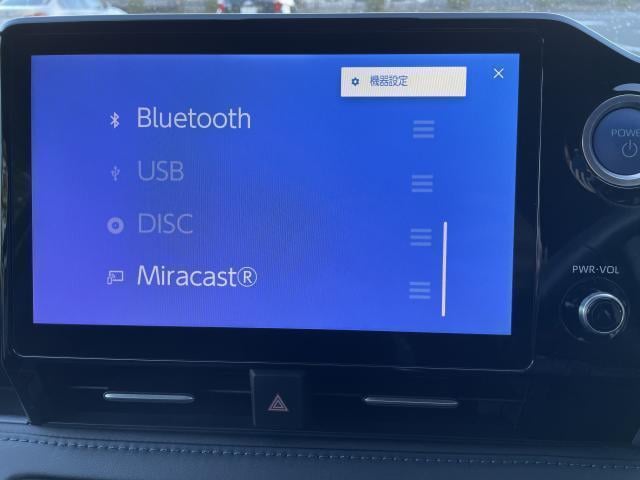 機器設定
Bluetooth
USB
DISC
Miracast®
POWER
PWR·VOL